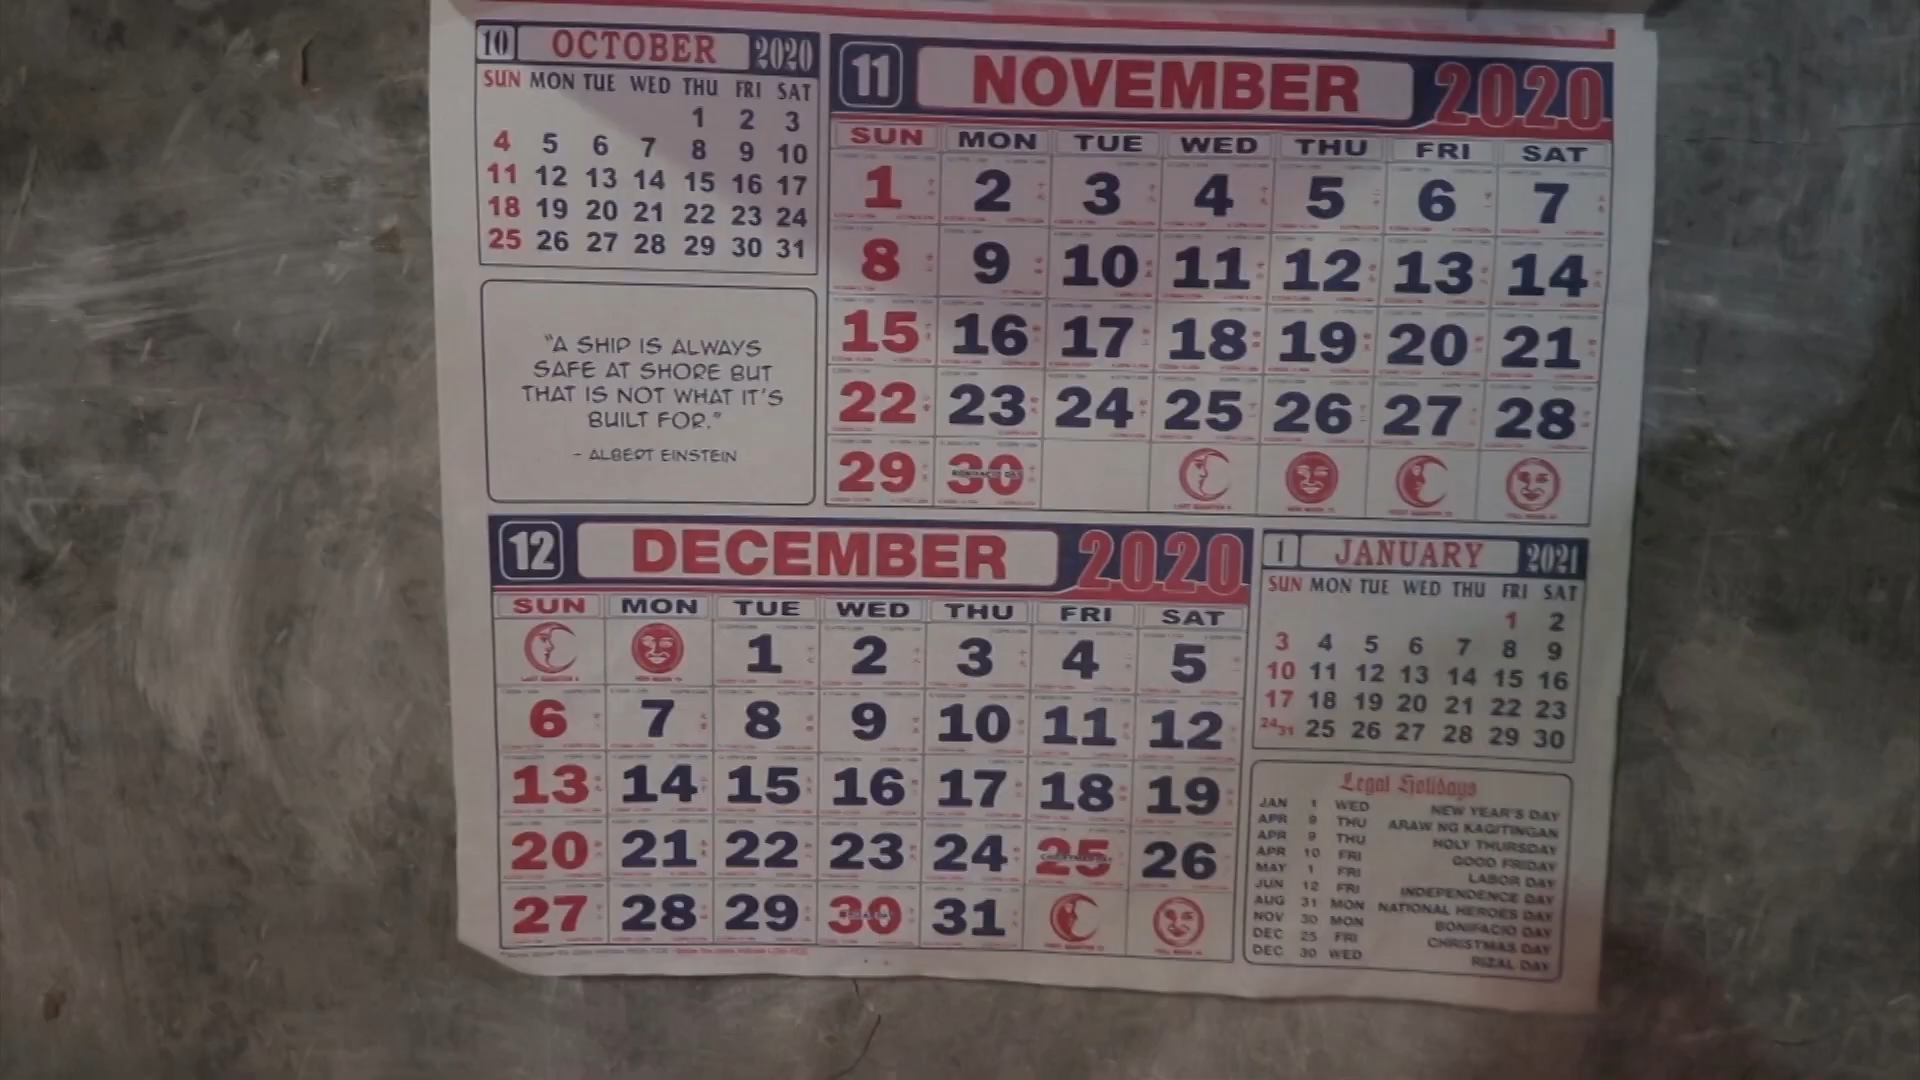 10 OCTOBER 2020
SUN MON TUE WED THU FRI SAT
1 2 3
4 5 6 7 8 9 10
11 12 13 14 15 16 17
18 19 20 21 22 23 24
25 26 27 28 29 30 31
11 NOVEMBER 2020
SUN MON TUE WED THU FRI SAT
1 2 3 4 5 6 7
8 9 10 11 12 13 14
15 16 17 18 19 20 21
22 23 24 25 26 27 28
29 30
BONIFACIO DAY
"A SHIP IS ALWAYS
SAFE AT SHORE BUT
THAT IS NOT WHAT IT'S
BUILT FOR."
- ALBERT EINSTEIN
12 DECEMBER 2020
SUN MON TUE WED THU FRI SAT
1 2 3 4 5
6 7 8 9 10 11 12
13 14 15 16 17 18 19
20 21 22 23 24 25 26
27 28 29 30 31
1 JANUARY 2021
SUN MON TUE WED THU FRI SAT
1 2
3 4 5 6 7 8 9
10 11 12 13 14 15 16
17 18 19 20 21 22 23
24 31 25 26 27 28 29 30
Legal Holidays
JAN 1 WED NEW YEAR'S DAY
APR 9 THU ARAW NG KAGITINGAN
APR 9 THU HOLY THURSDAY
APR 10 FRI GOOD FRIDAY
MAY 1 FRI LABOR DAY
JUN 12 FRI INDEPENDENCE DAY
AUG 31 MON NATIONAL HEROES DAY
NOV 30 MON BONIFACIO DAY
DEC 25 FRI CHRISTMAS DAY
DEC 30 WED RIZAL DAY